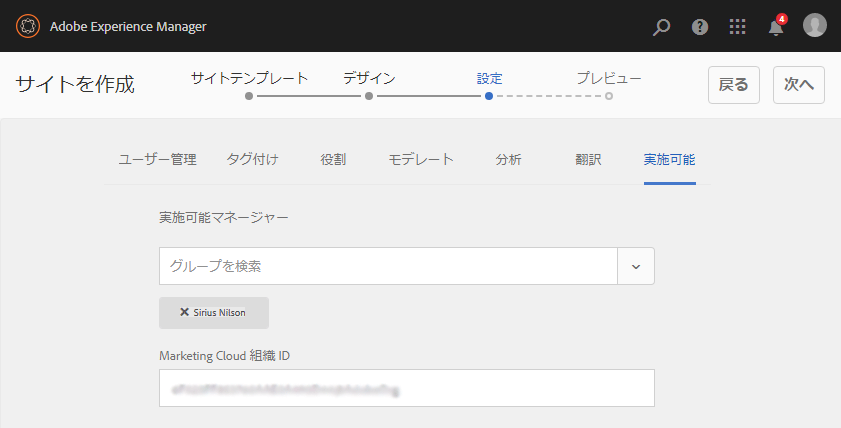 Adobe Experience Manager
4
サイトを作成
サイトテンプレート デザイン 設定 プレビュー
戻る 次へ
ユーザー管理 タグ付け 役割 モデレート 分析 翻訳 実施可能
実施可能マネージャー
グループを検索
Sirius Nilson
Marketing Cloud 組織 ID